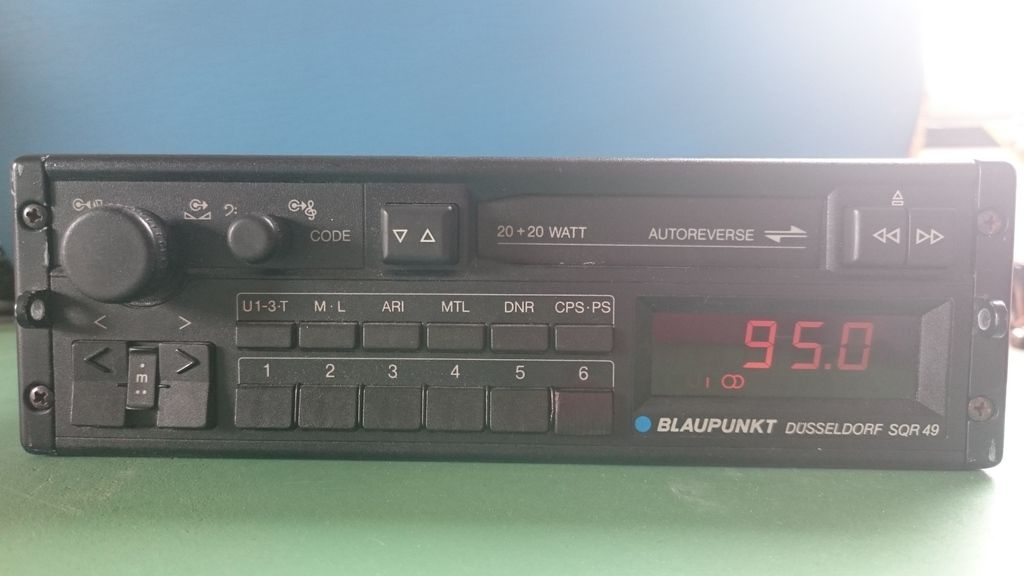 CODE
20 + 20 WATT
AUTOREVERSE
U1-3-T M · L ARI MTL DNR CPS·PS
1 2 3 4 5 6
m
95.0
U I
BLAUPUNKT DÜSSELDORF SQR 49